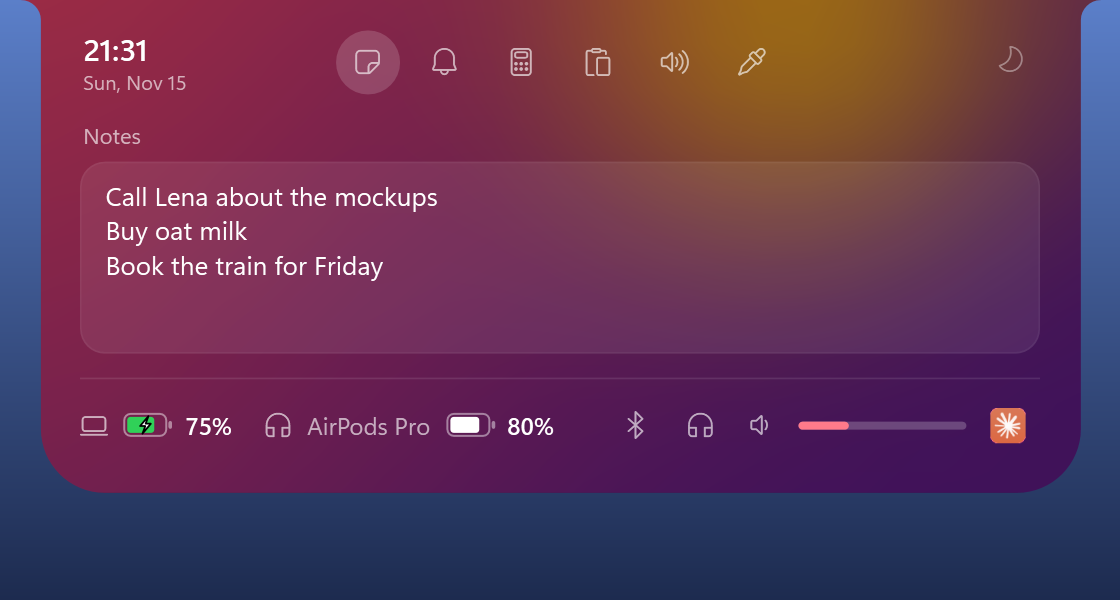 21:31
Sun, Nov 15
Notes
Call Lena about the mockups
Buy oat milk
Book the train for Friday
75% AirPods Pro 80%